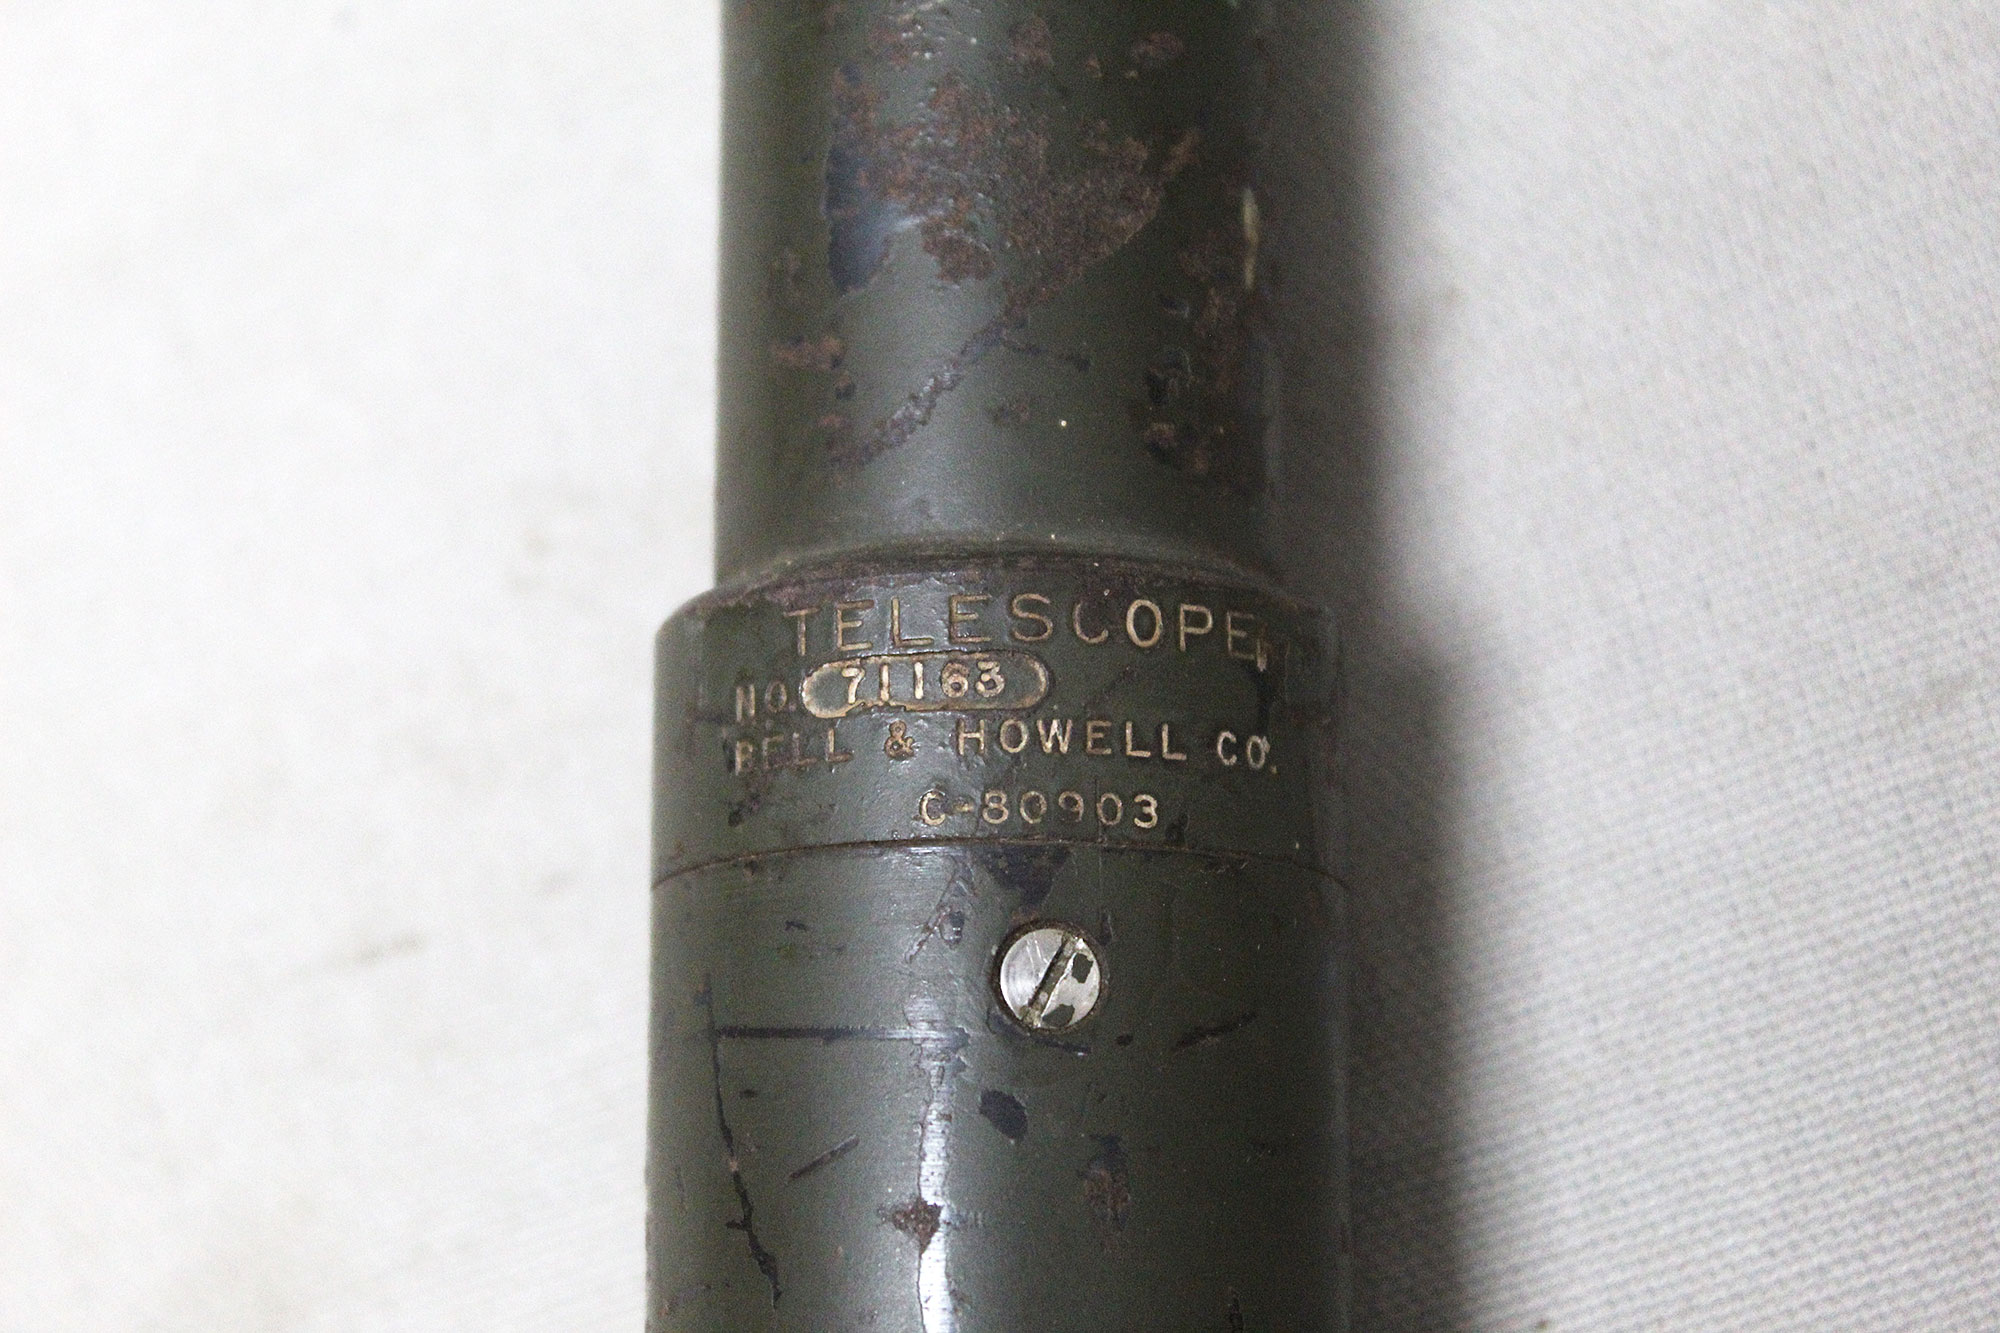 TELESCOPE
NO. 71163
BELL & HOWELL CO.
C-80903